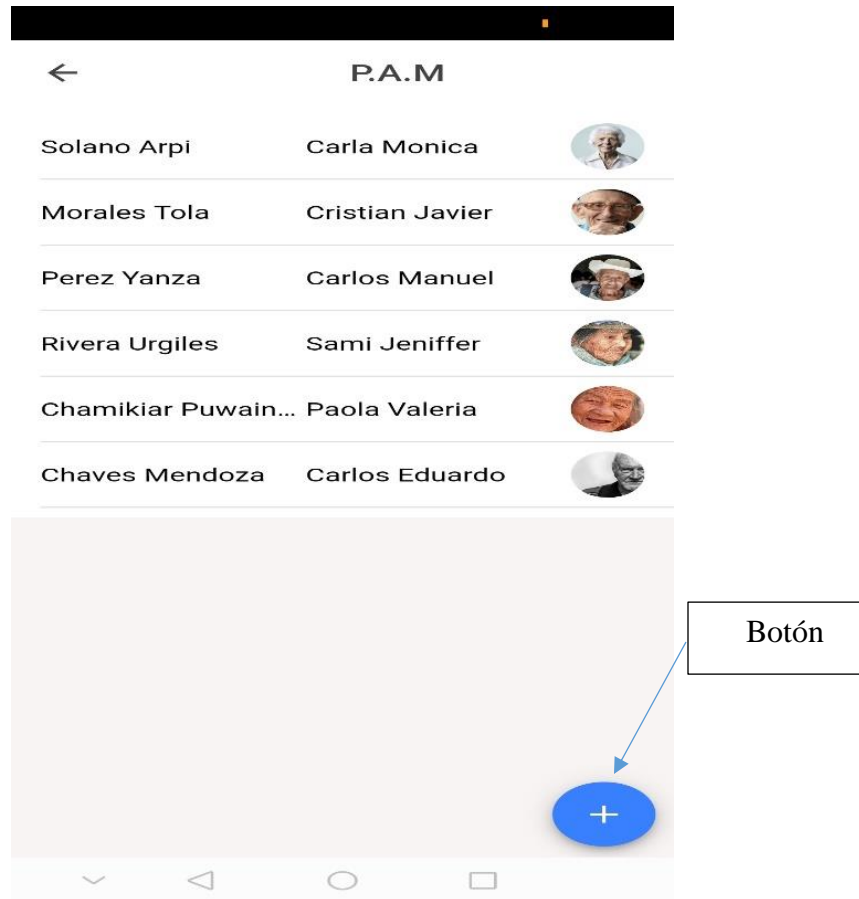 P.A.M
Solano Arpi Carla Monica
Morales Tola Cristian Javier
Perez Yanza Carlos Manuel
Rivera Urgiles Sami Jeniffer
Chamikiar Puwain... Paola Valeria
Chaves Mendoza Carlos Eduardo
Botón
+